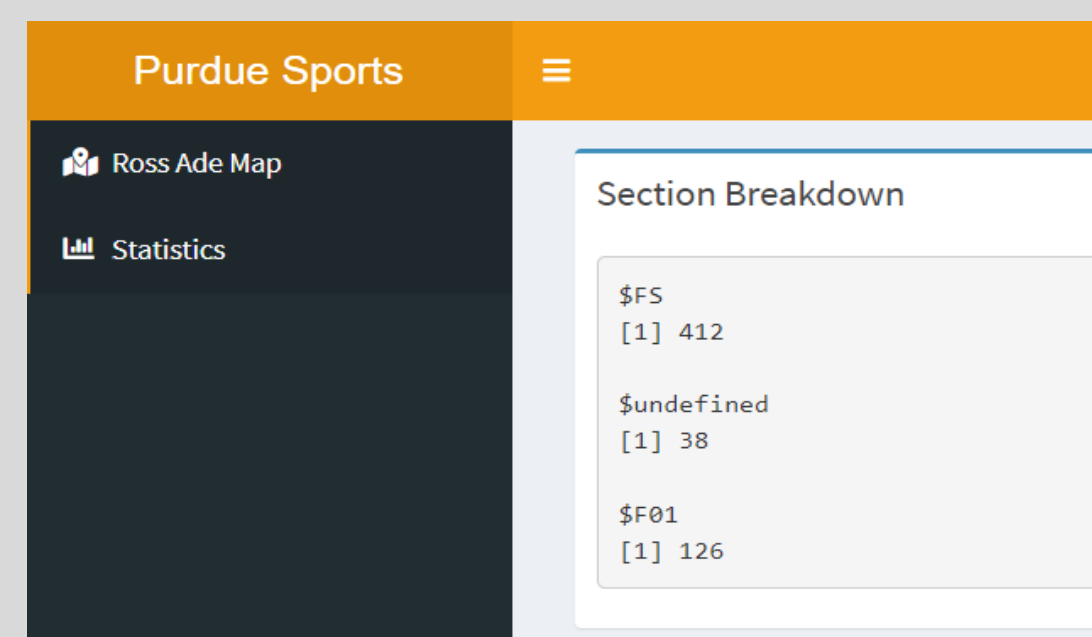 Purdue Sports
Ross Ade Map
Statistics
Section Breakdown
$FS
[1] 412
$undefined
[1] 38
$F01
[1] 126